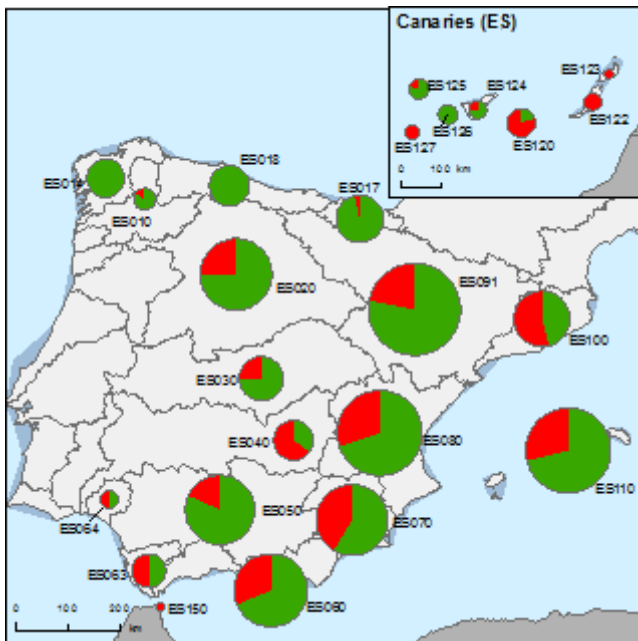 Canaries (ES)
ES123
ES125
ES124
ES126
ES122
ES127
ES120
0 100 km
ES018
ES014
ES017
ES010
ES020
ES091
ES100
ES030
ES040
ES080
ES110
ES050
ES064
ES070
ES063
ES150
ES060
0 100 200
km